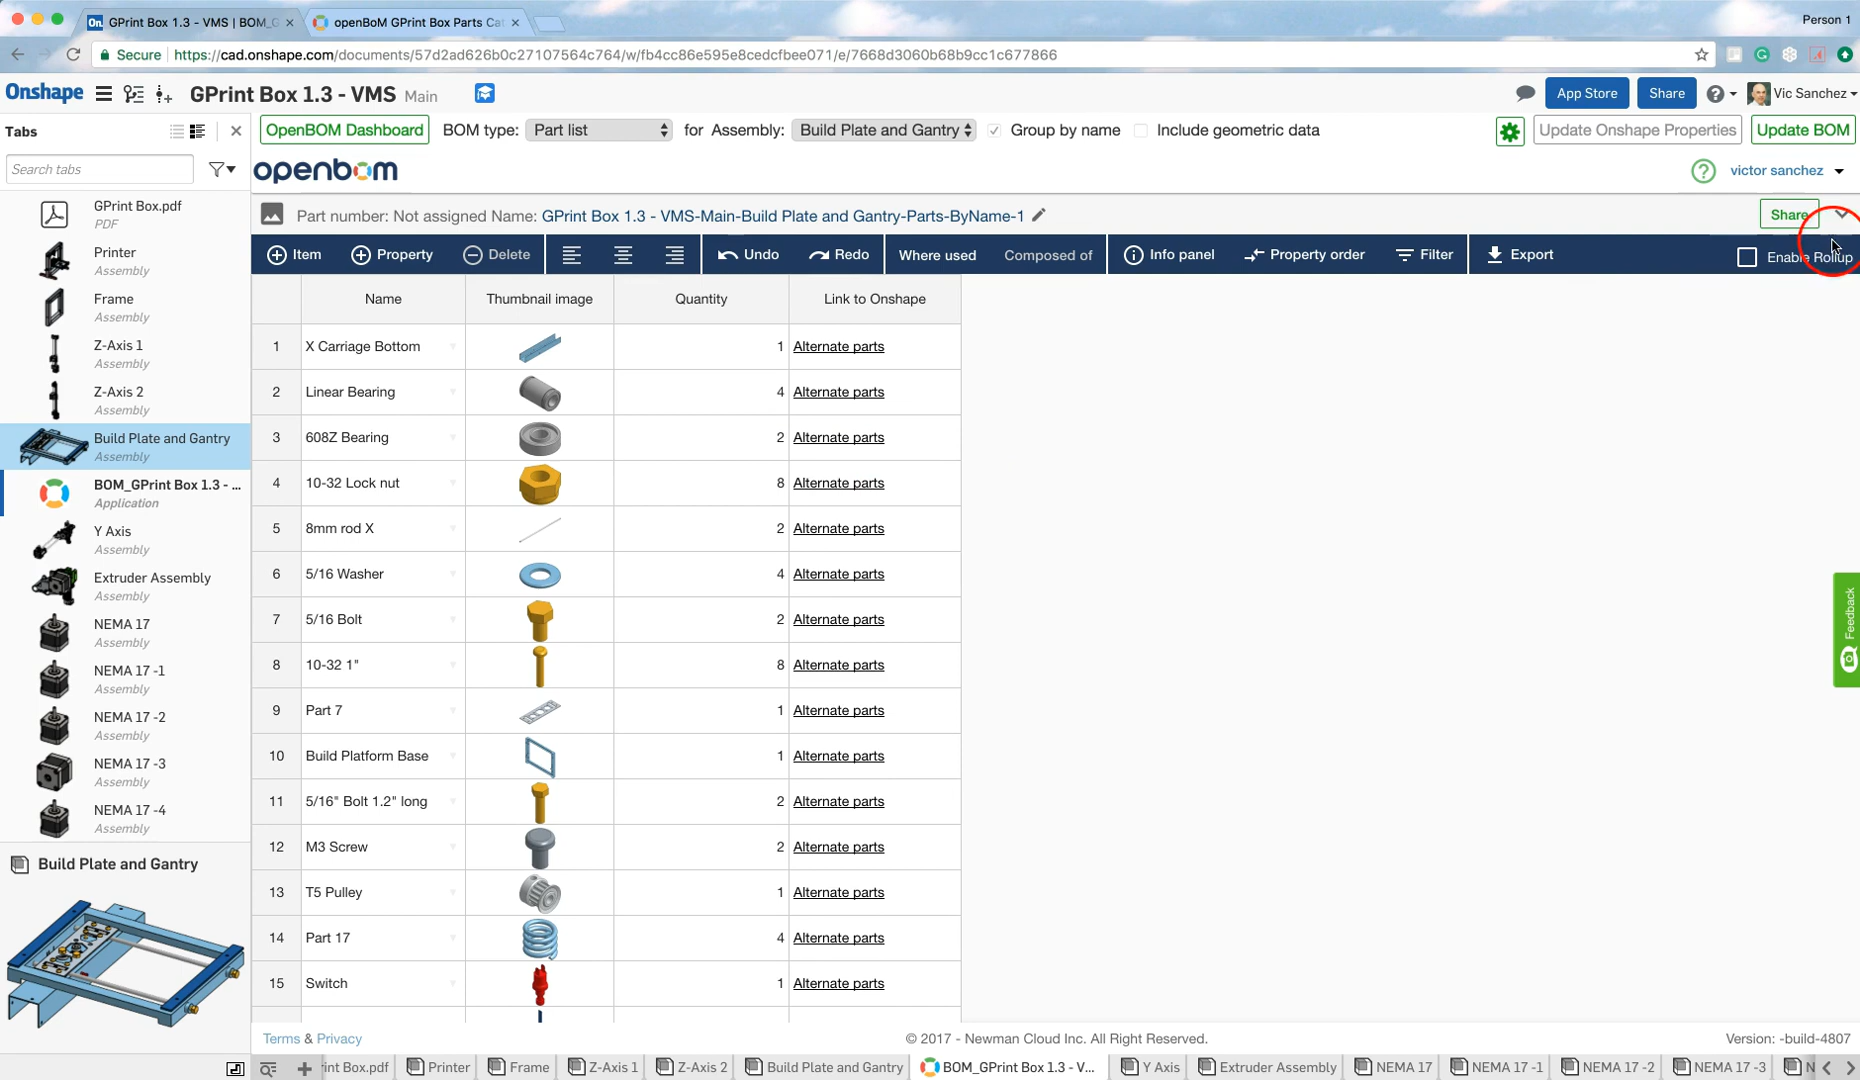 GPrint Box 1.3 - VMS | BOM_G
openBoM GPrint Box Parts Cat
Person 1
Secure https://cad.onshape.com/documents/57d2ad626b0c27107564c764/w/fb4cc86e595e8cedcfbee071/e/7668d3060b68b9cc1c677866
Onshape GPrint Box 1.3 - VMS Main
App Store Share Vic Sanchez
Tabs
OpenBOM Dashboard BOM type: Part list for Assembly: Build Plate and Gantry Group by name Include geometric data
Update Onshape Properties Update BOM
Search tabs
openbom
victor sanchez
Part number: Not assigned Name: GPrint Box 1.3 - VMS-Main-Build Plate and Gantry-Parts-ByName-1
Share
Item Property Delete Undo Redo Where used Composed of Info panel Property order Filter Export Enable Rollup
GPrint Box.pdf
PDF
Printer
Assembly
Frame
Assembly
Z-Axis 1
Assembly
Z-Axis 2
Assembly
Build Plate and Gantry
Assembly
BOM_GPrint Box 1.3 - ...
Application
Y Axis
Assembly
Extruder Assembly
Assembly
NEMA 17
Assembly
NEMA 17 -1
Assembly
NEMA 17 -2
Assembly
NEMA 17 -3
Assembly
NEMA 17 -4
Assembly
Build Plate and Gantry
Name Thumbnail image Quantity Link to Onshape
1 X Carriage Bottom 1 Alternate parts
2 Linear Bearing 4 Alternate parts
3 608Z Bearing 2 Alternate parts
4 10-32 Lock nut 8 Alternate parts
5 8mm rod X 2 Alternate parts
6 5/16 Washer 4 Alternate parts
7 5/16 Bolt 2 Alternate parts
8 10-32 1" 8 Alternate parts
9 Part 7 1 Alternate parts
10 Build Platform Base 1 Alternate parts
11 5/16" Bolt 1.2" long 2 Alternate parts
12 M3 Screw 2 Alternate parts
13 T5 Pulley 1 Alternate parts
14 Part 17 4 Alternate parts
15 Switch 1 Alternate parts
Feedback
Terms & Privacy
© 2017 - Newman Cloud Inc. All Right Reserved.
Version: -build-4807
int Box.pdf Printer Frame Z-Axis 1 Z-Axis 2 Build Plate and Gantry BOM_GPrint Box 1.3 - V... Y Axis Extruder Assembly NEMA 17 NEMA 17 -1 NEMA 17 -2 NEMA 17 -3 N